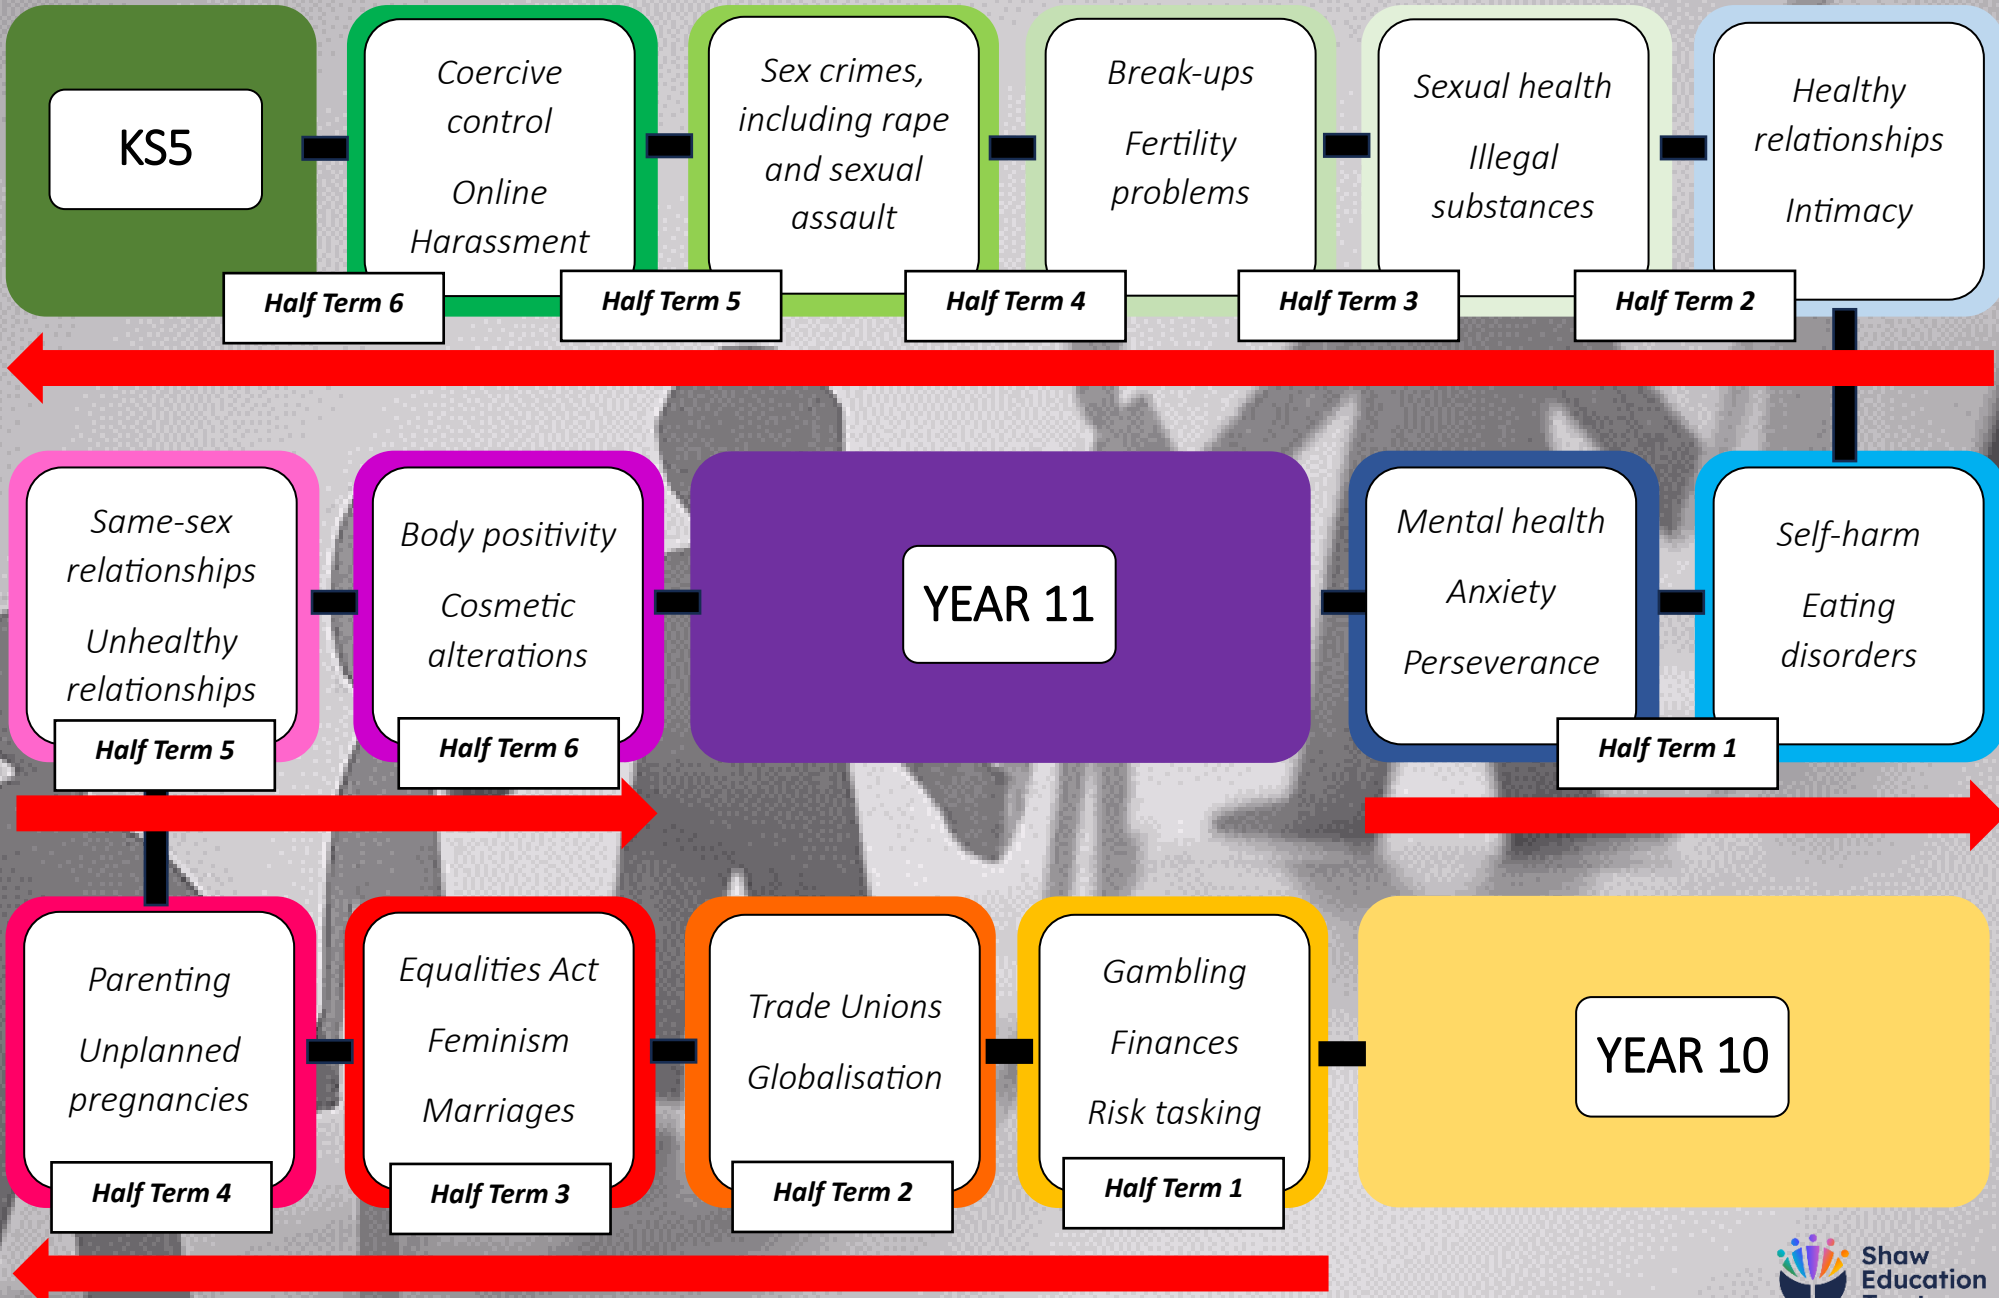 KS5
Coercive
control
Online
Harassment
Sex crimes,
including rape
and sexual
assault
Break-ups
Fertility
problems
Sexual health
Illegal
substances
Healthy
relationships
Intimacy
Half Term 6
Half Term 5
Half Term 4
Half Term 3
Half Term 2
Same-sex
relationships
Unhealthy
relationships
Body positivity
Cosmetic
alterations
YEAR 11
Mental health
Anxiety
Perseverance
Self-harm
Eating
disorders
Half Term 5
Half Term 6
Half Term 1
Parenting
Unplanned
pregnancies
Equalities Act
Feminism
Marriages
Trade Unions
Globalisation
Gambling
Finances
Risk tasking
YEAR 10
Half Term 4
Half Term 3
Half Term 2
Half Term 1
Shaw
Education